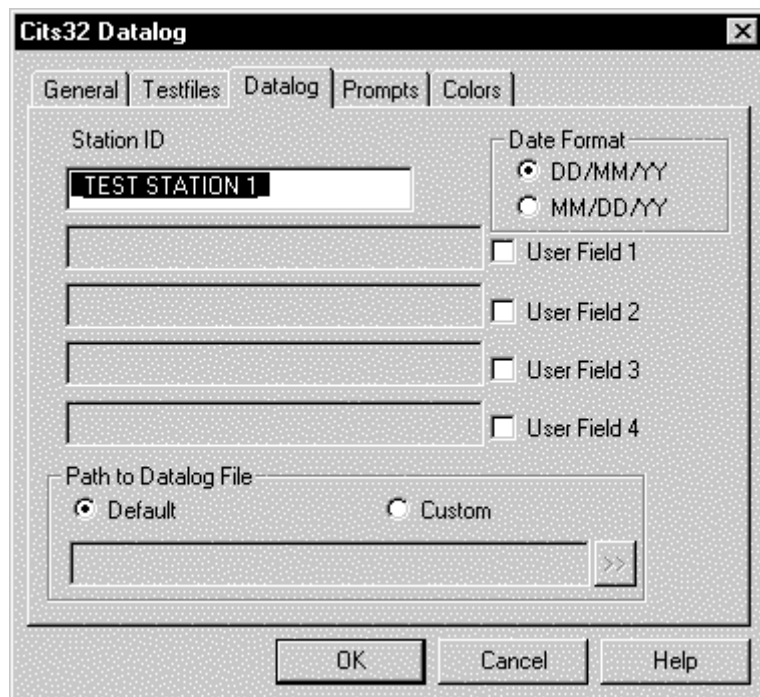 Cits32 Datalog
General Testfiles Datalog Prompts Colors
Station ID
TEST STATION 1
Date Format
DD/MM/YY
MM/DD/YY
User Field 1
User Field 2
User Field 3
User Field 4
Path to Datalog File
Default Custom
>>
OK Cancel Help